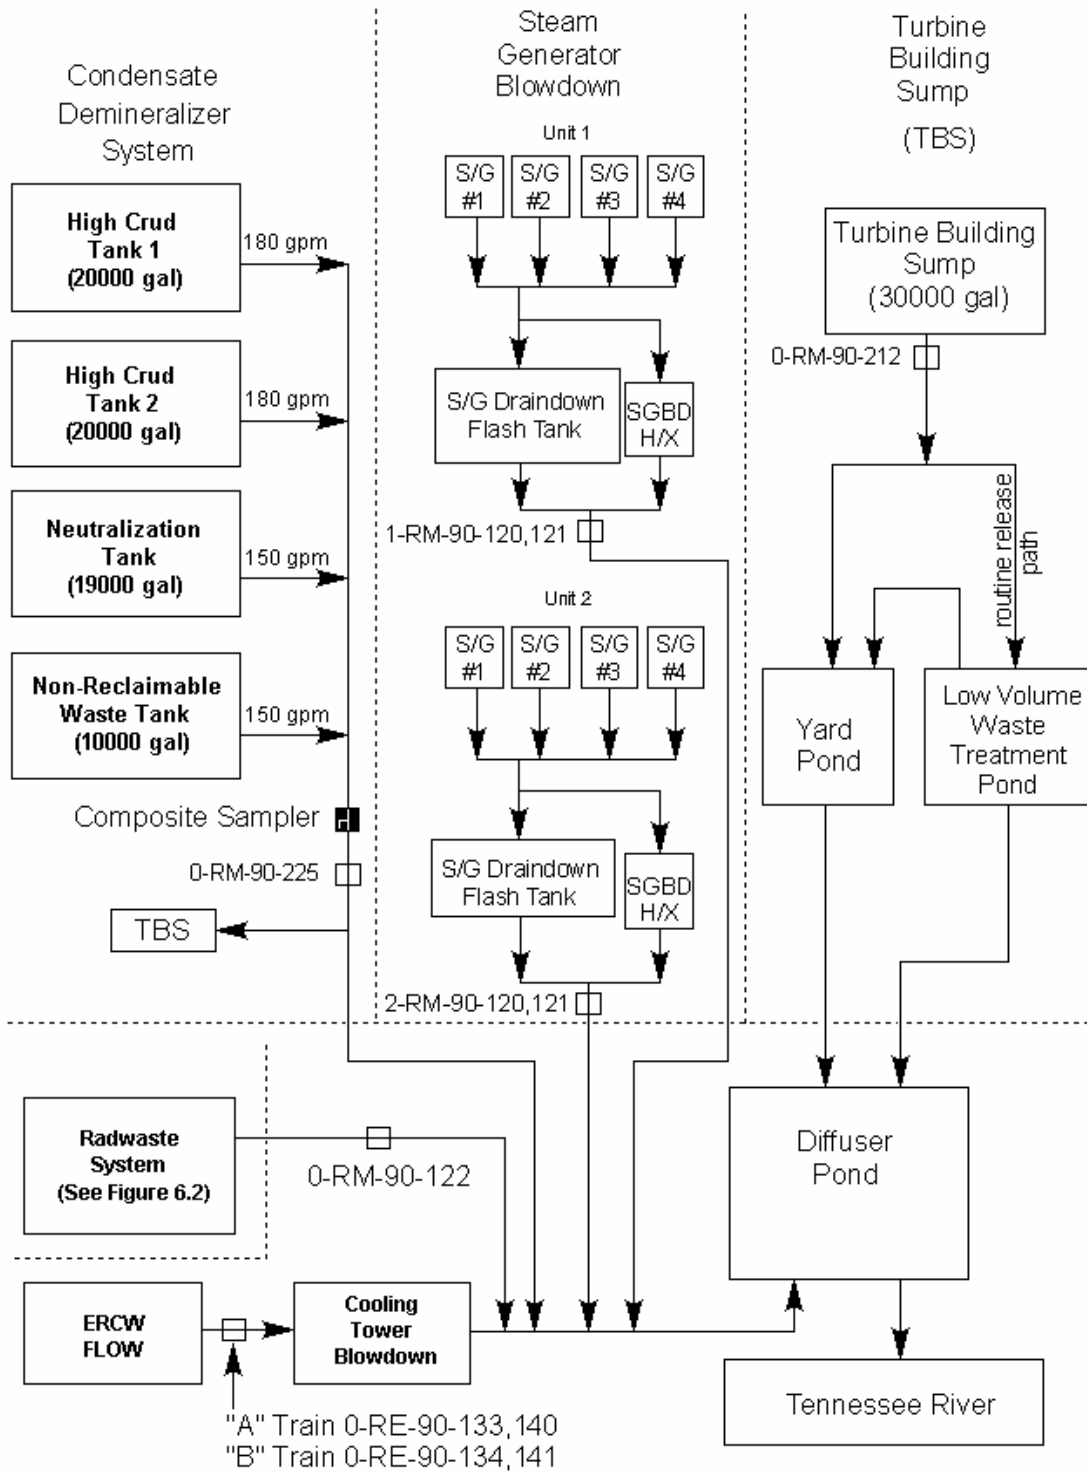 Condensate
Demineralizer
System
High Crud
Tank 1
(20000 gal)
180 gpm
High Crud
Tank 2
(20000 gal)
180 gpm
Neutralization
Tank
(19000 gal)
150 gpm
Non-Reclaimable
Waste Tank
(10000 gal)
150 gpm
Composite Sampler
0-RM-90-225
TBS
Steam
Generator
Blowdown
Unit 1
S/G
#1
S/G
#2
S/G
#3
S/G
#4
S/G Draindown
Flash Tank
SGBD
H/X
1-RM-90-120,121
Unit 2
S/G
#1
S/G
#2
S/G
#3
S/G
#4
S/G Draindown
Flash Tank
SGBD
H/X
2-RM-90-120,121
Turbine
Building
Sump
(TBS)
Turbine Building
Sump
(30000 gal)
0-RM-90-212
routine release
path
Yard
Pond
Low Volume
Waste
Treatment
Pond
Radwaste
System
(See Figure 6.2)
0-RM-90-122
Diffuser
Pond
ERCW
FLOW
Cooling
Tower
Blowdown
Tennessee River
"A" Train 0-RE-90-133,140
"B" Train 0-RE-90-134,141